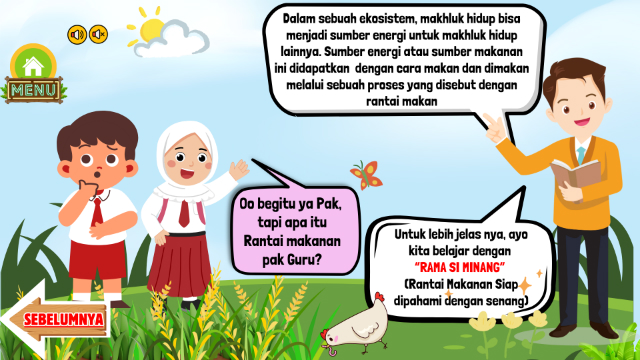 Dalam sebuah ekosistem, makhluk hidup bisa
menjadi sumber energi untuk makhluk hidup
lainnya. Sumber energi atau sumber makanan
ini didapatkan dengan cara makan dan dimakan
melalui sebuah proses yang disebut dengan
rantai makan
MENU
Oo begitu ya Pak,
tapi apa itu
Rantai makanan
pak Guru?
Untuk lebih jelas nya, ayo
kita belajar dengan
"RAMA SI MINANG"
(Rantai Makanan Siap
dipahami dengan senang)
SEBELUMNYA